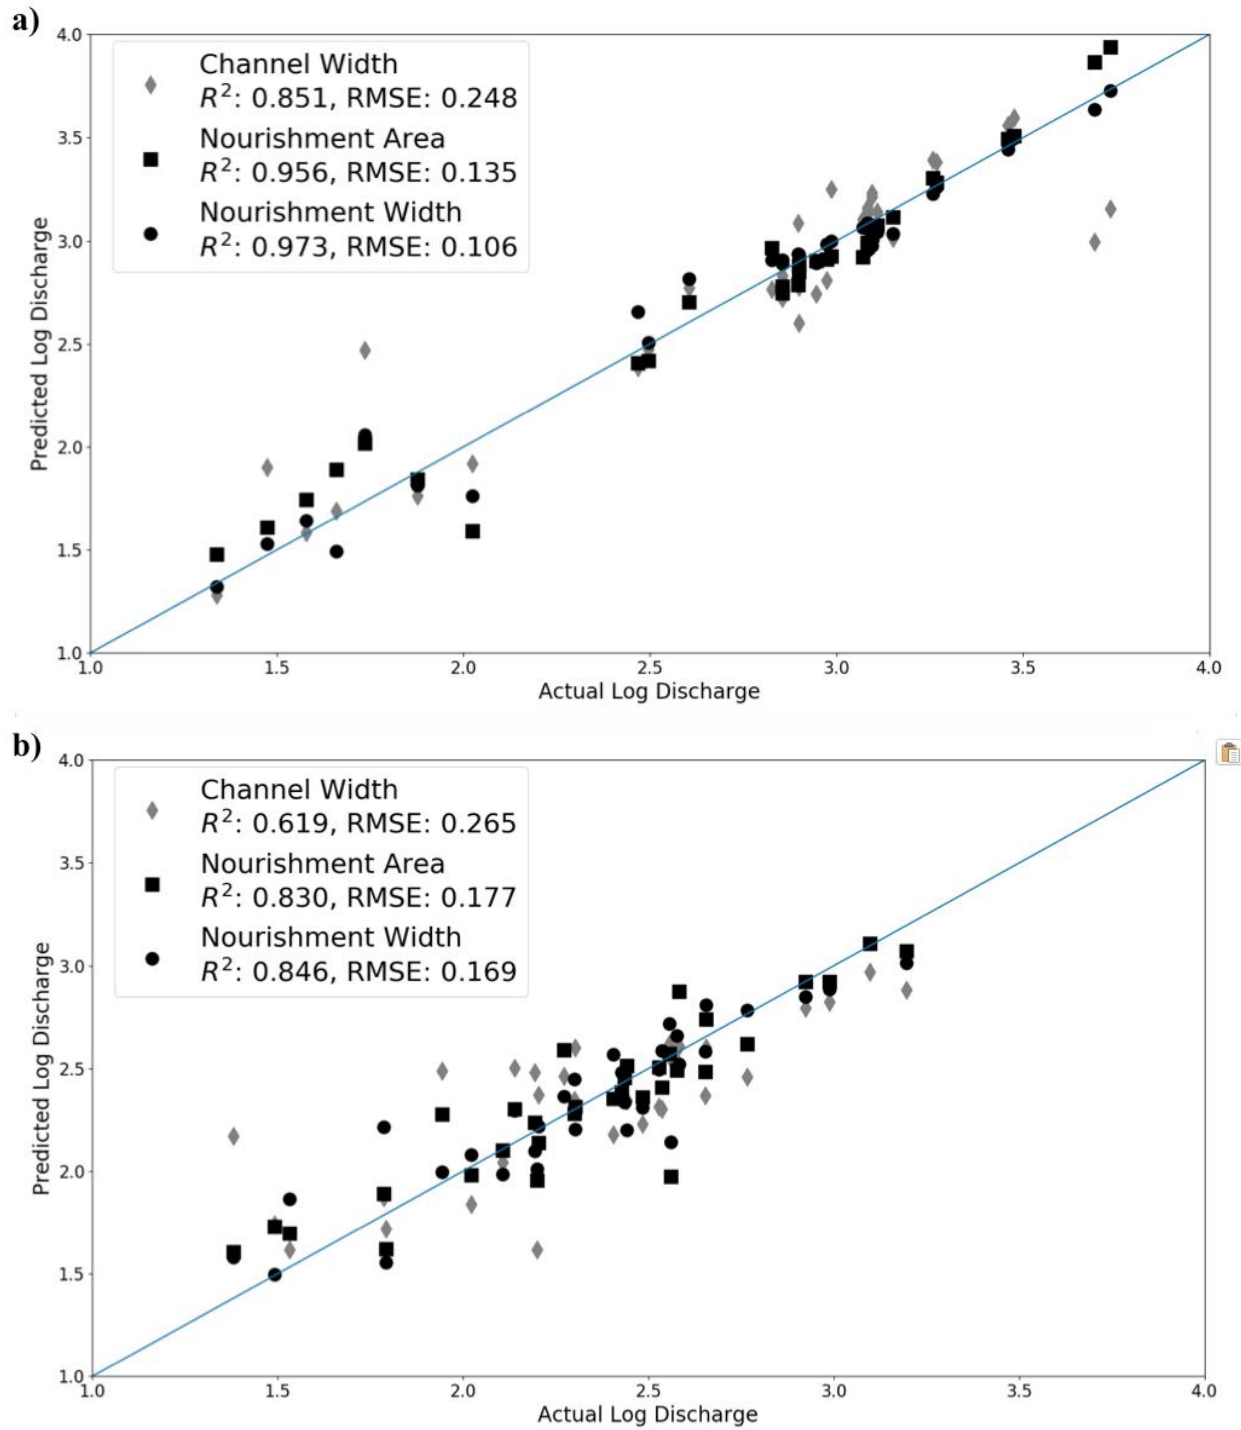 a)
4.0
3.5
3.0
2.5
2.0
1.5
1.0
Predicted Log Discharge
Channel Width
R²: 0.851, RMSE: 0.248
Nourishment Area
R²: 0.956, RMSE: 0.135
Nourishment Width
R²: 0.973, RMSE: 0.106
1.0 1.5 2.0 2.5 3.0 3.5 4.0
Actual Log Discharge
b)
4.0
3.5
3.0
2.5
2.0
1.5
1.0
Predicted Log Discharge
Channel Width
R²: 0.619, RMSE: 0.265
Nourishment Area
R²: 0.830, RMSE: 0.177
Nourishment Width
R²: 0.846, RMSE: 0.169
1.0 1.5 2.0 2.5 3.0 3.5 4.0
Actual Log Discharge